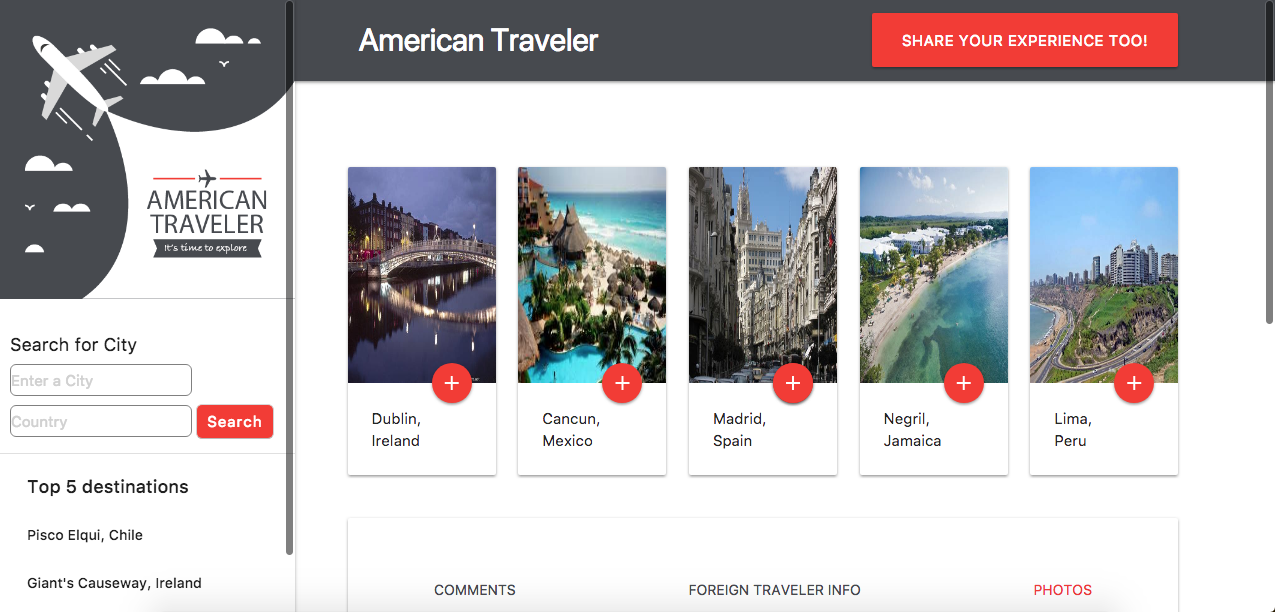 AMERICAN
TRAVELER
It's time to explore
Search for City
Enter a City
Country
Search
Top 5 destinations
Pisco Elqui, Chile
Giant's Causeway, Ireland
American Traveler
SHARE YOUR EXPERIENCE TOO!
+
+
+
+
+
Dublin,
Ireland
Cancun,
Mexico
Madrid,
Spain
Negril,
Jamaica
Lima,
Peru
COMMENTS
FOREIGN TRAVELER INFO
PHOTOS